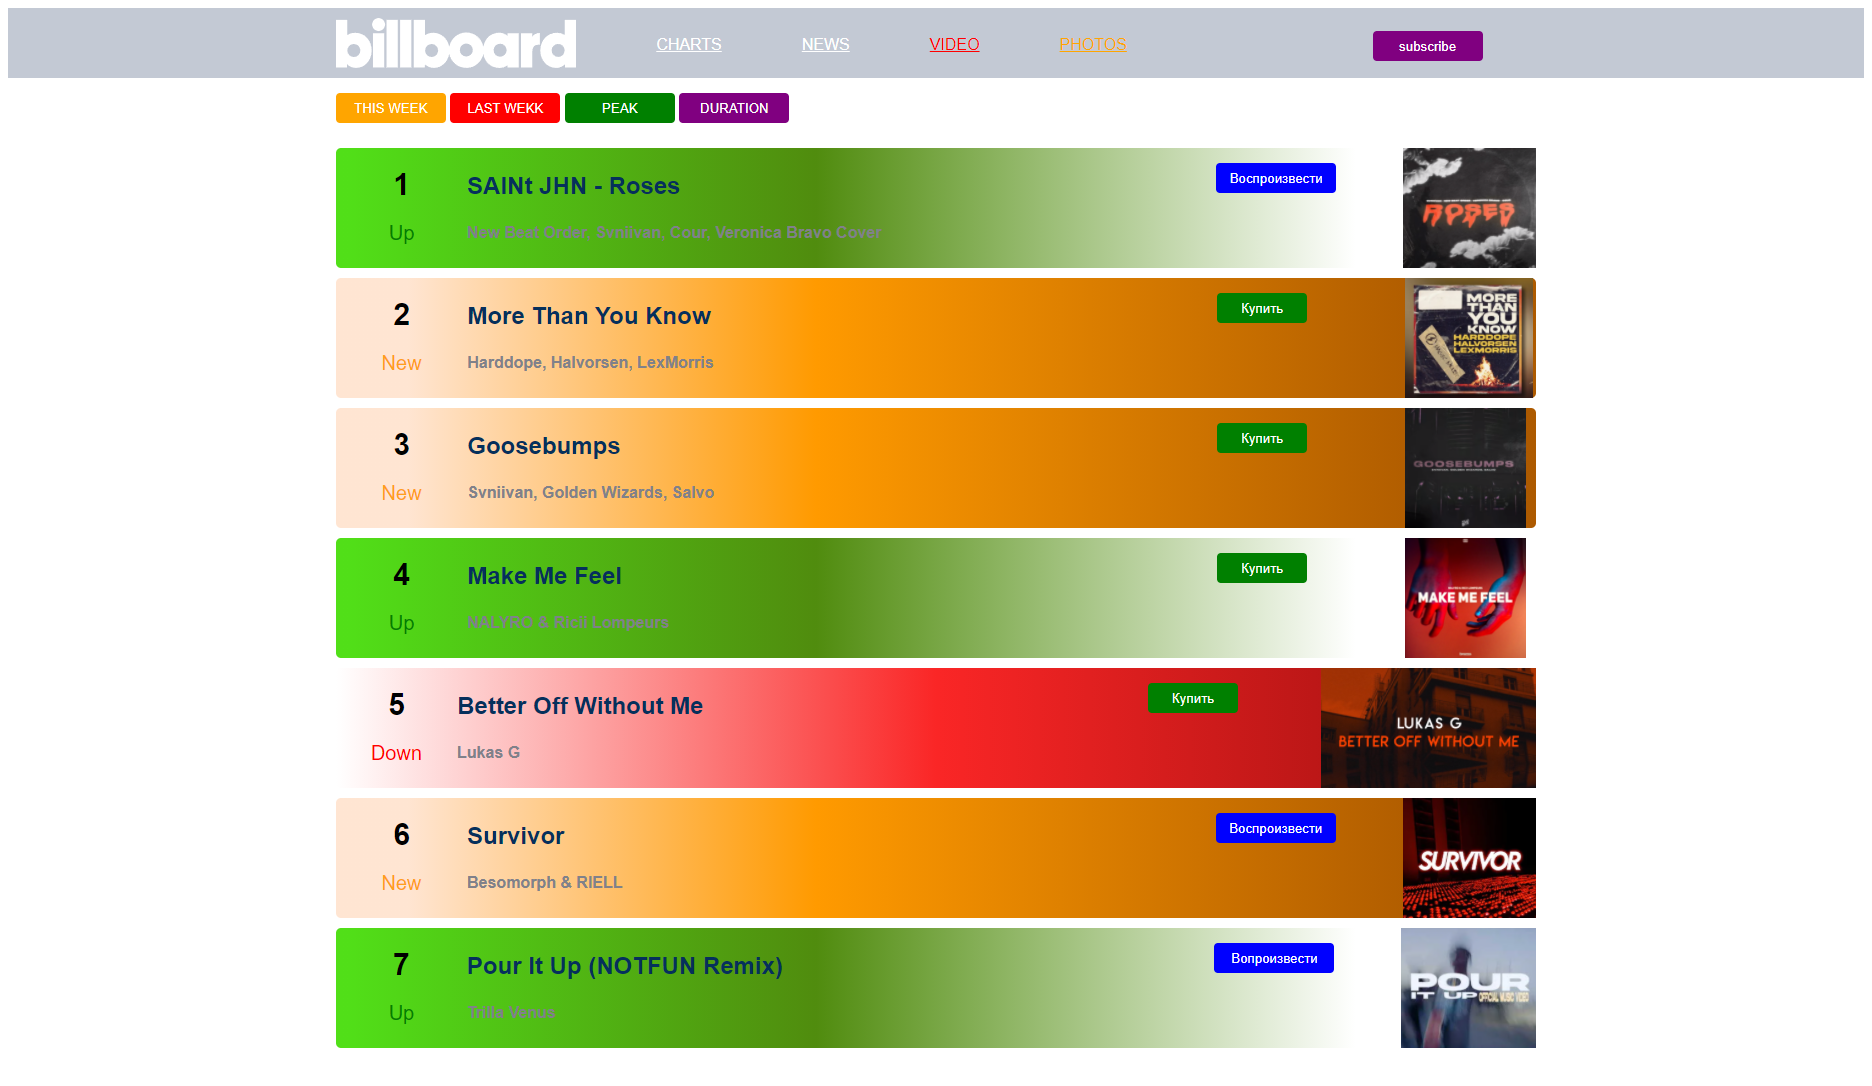 billboard
CHARTS NEWS VIDEO PHOTOS subscribe
THIS WEEK LAST WEKK PEAK DURATION
1 SAINt JHN - Roses Воспроизвести
Up New Beat Order, Svniivan, Cour, Veronica Bravo Cover
ROSES
2 More Than You Know Купить
New Harddope, Halvorsen, LexMorris
MORE
THAN
YOU
KNOW
HARDDOPE
HALVORSEN
LEXMORRIS
3 Goosebumps Купить
New Svniivan, Golden Wizards, Salvo
GOOSEBUMPS
4 Make Me Feel Купить
Up NALYRO & Ricii Lompeurs
MAKE ME FEEL
5 Better Off Without Me Купить
Down Lukas G
LUKAS G
BETTER OFF WITHOUT ME
6 Survivor Воспроизвести
New Besomorph & RIELL
SURVIVOR
7 Pour It Up (NOTFUN Remix) Вопроизвести
Up Trilla Venus
POUR
IT UP OFFICIAL MUSIC VIDEO